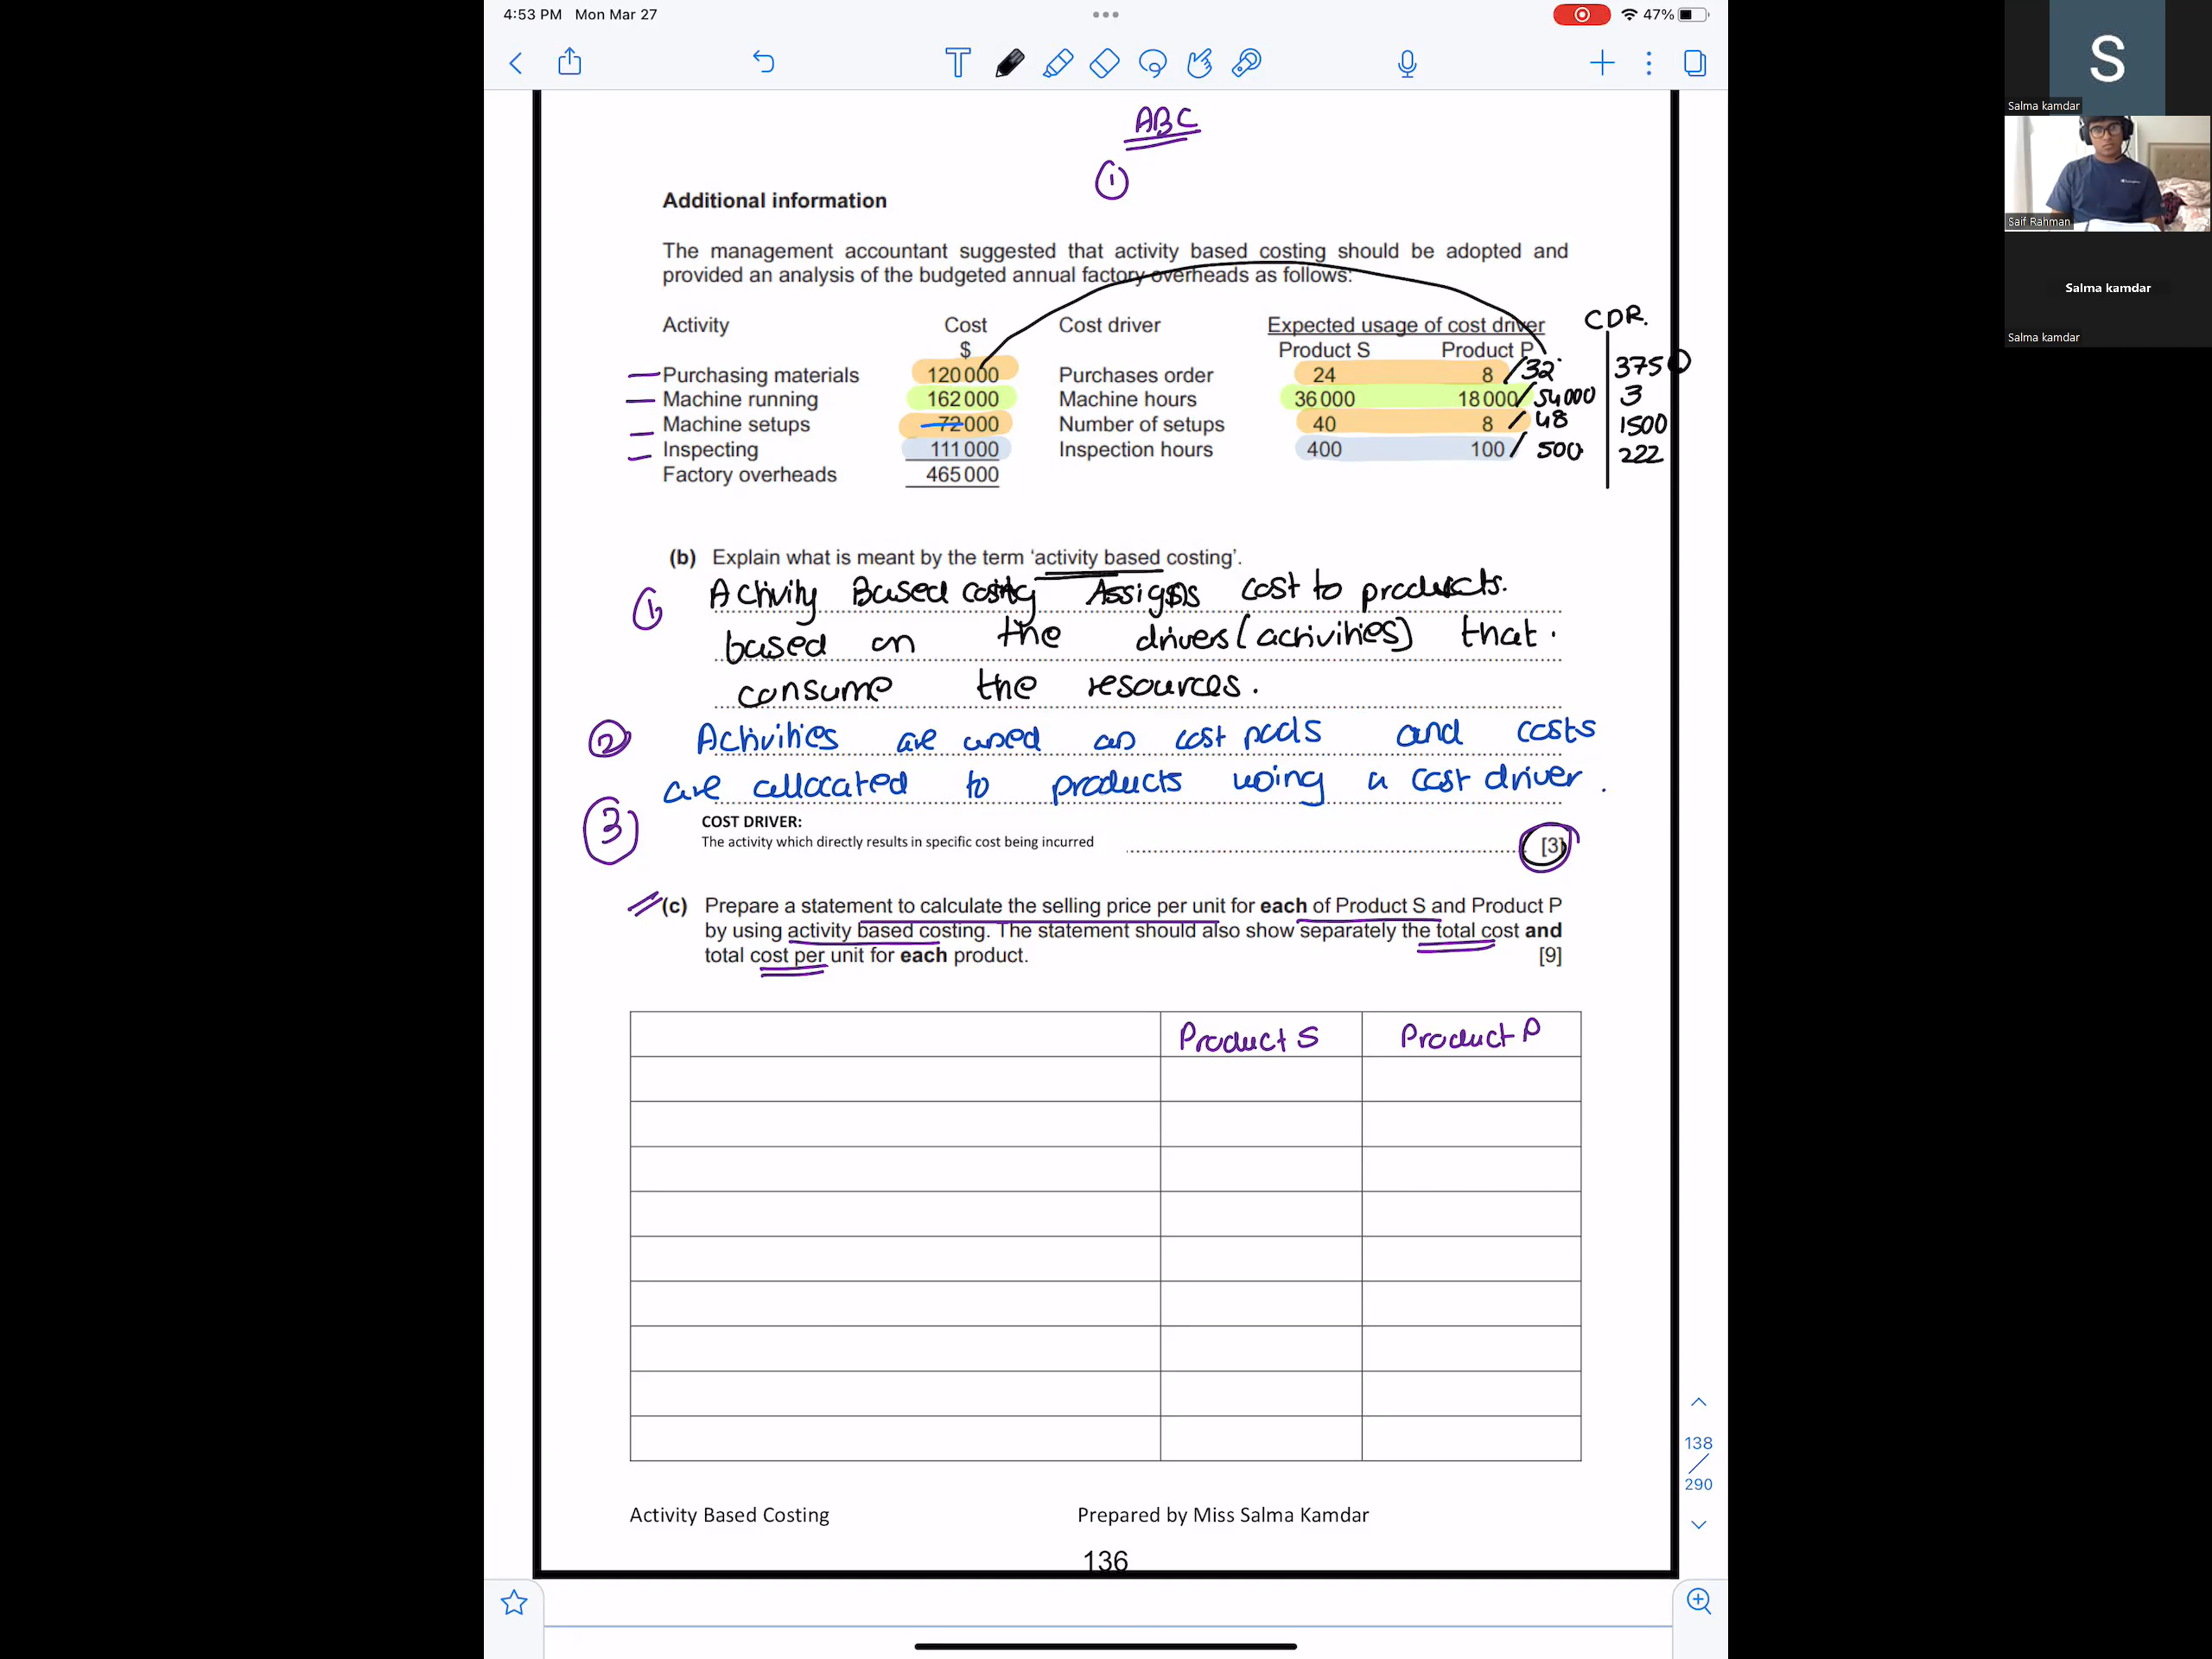 4:53 PM Mon Mar 27
47%
ABC
1
Additional information
The management accountant suggested that activity based costing should be adopted and
provided an analysis of the budgeted annual factory overheads as follows:
Activity Cost Cost driver Expected usage of cost driver CDR.
$ Product S Product P
Purchasing materials 120 000 Purchases order 24 8 32 3750
Machine running 162 000 Machine hours 36 000 18 000 54000 3
Machine setups 72 000 Number of setups 40 8 48 1500
Inspecting 111 000 Inspection hours 400 100 500 222
Factory overheads 465 000
(b) Explain what is meant by the term ‘activity based costing’.
1 Activity Based costing Assigns cost to products.
based on the drivers (activities) that
consume the resources.
2 Activities are used as cost pools and costs
are allocated to products using a cost driver.
3 COST DRIVER:
The activity which directly results in specific cost being incurred [3]
(c) Prepare a statement to calculate the selling price per unit for each of Product S and Product P
by using activity based costing. The statement should also show separately the total cost and
total cost per unit for each product. [9]
Product S Product P
Activity Based Costing Prepared by Miss Salma Kamdar
136
138
290
S
Salma kamdar
Saif Rahman
Salma kamdar
Salma kamdar